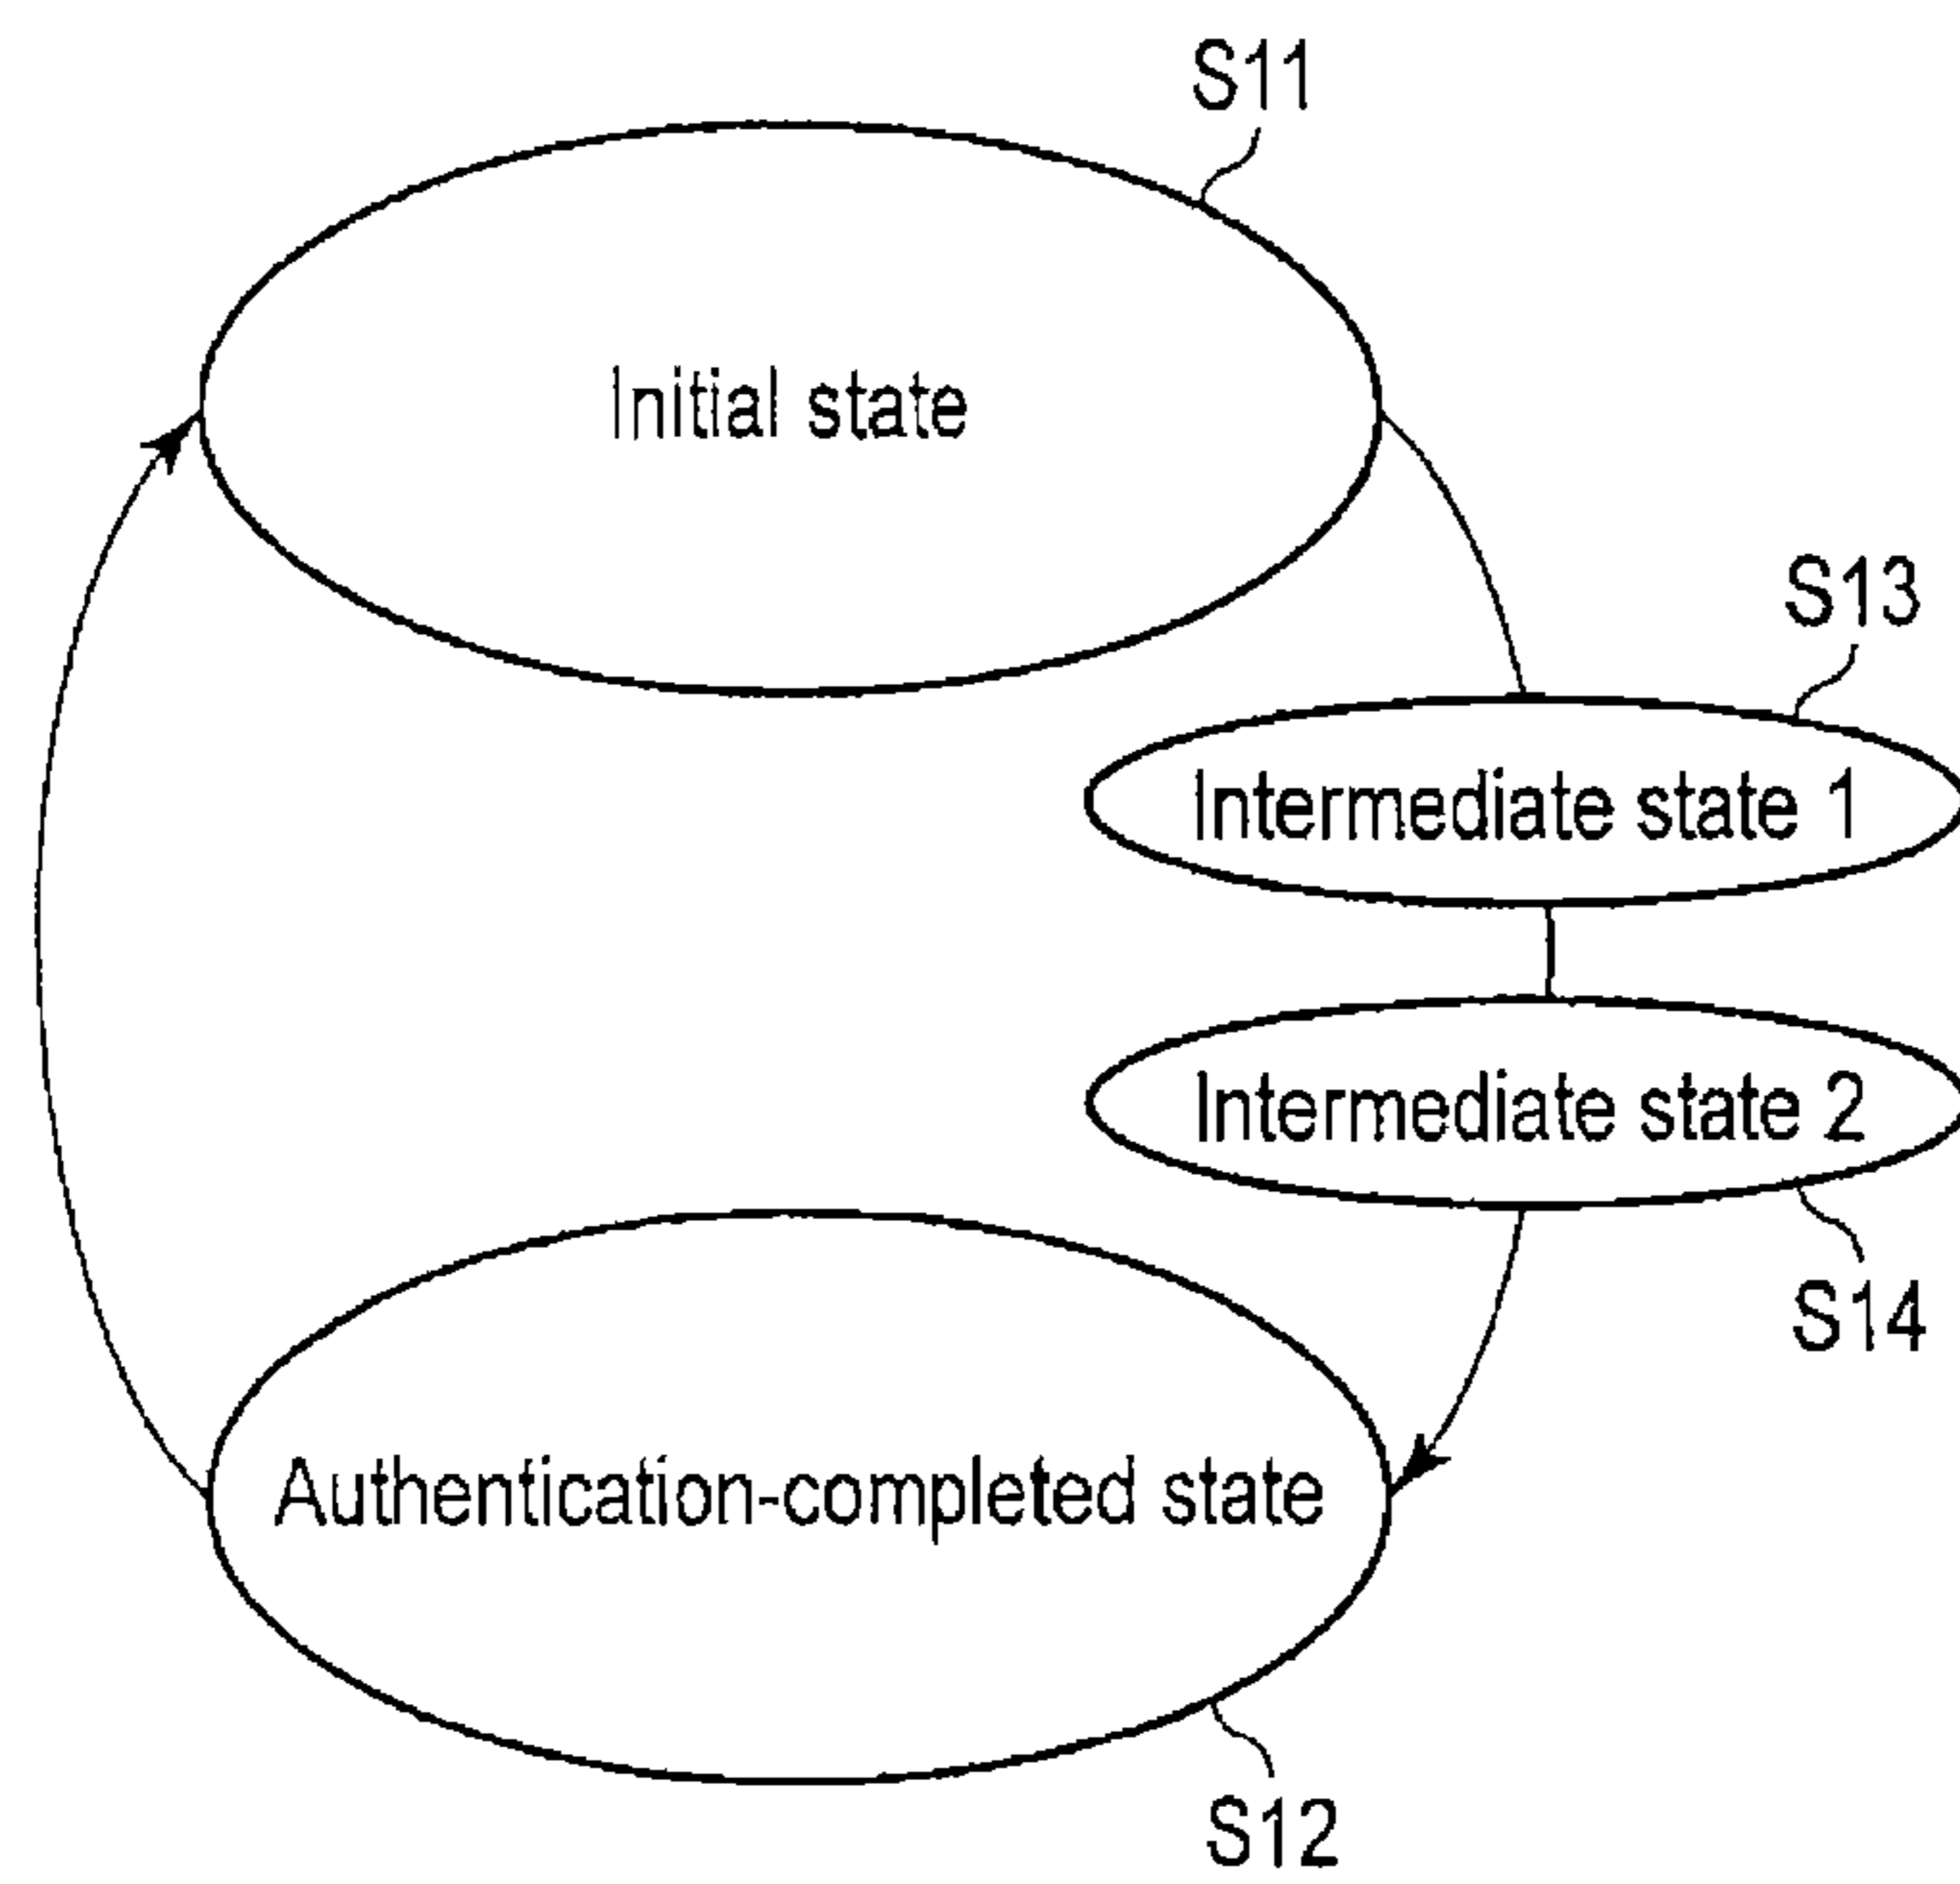 S11
Initial state
S13
Intermediate state 1
Intermediate state 2
S14
Authentication-completed state
S12